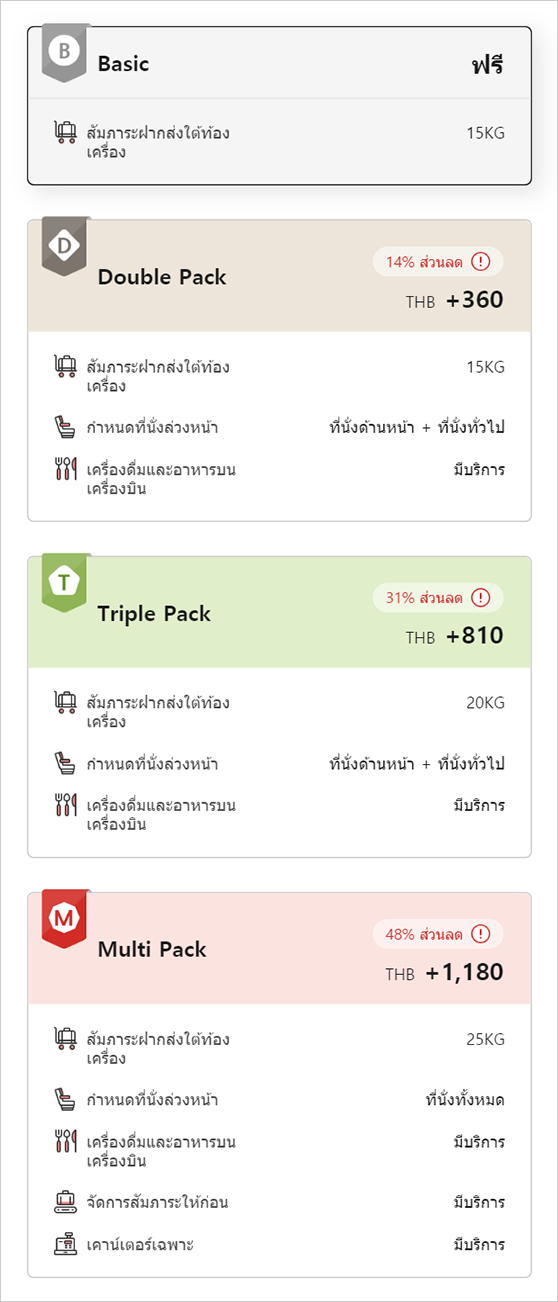 B
Basic
ฟรี
สัมภาระฝากส่งใต้ท้อง
เครื่อง
15KG
D
Double Pack
14% ส่วนลด
THB +360
สัมภาระฝากส่งใต้ท้อง
เครื่อง
15KG
กำหนดที่นั่งล่วงหน้า
ที่นั่งด้านหน้า + ที่นั่งทั่วไป
เครื่องดื่มและอาหารบน
เครื่องบิน
มีบริการ
T
Triple Pack
31% ส่วนลด
THB +810
สัมภาระฝากส่งใต้ท้อง
เครื่อง
20KG
กำหนดที่นั่งล่วงหน้า
ที่นั่งด้านหน้า + ที่นั่งทั่วไป
เครื่องดื่มและอาหารบน
เครื่องบิน
มีบริการ
M
Multi Pack
48% ส่วนลด
THB +1,180
สัมภาระฝากส่งใต้ท้อง
เครื่อง
25KG
กำหนดที่นั่งล่วงหน้า
ที่นั่งทั้งหมด
เครื่องดื่มและอาหารบน
เครื่องบิน
มีบริการ
จัดการสัมภาระให้ก่อน
มีบริการ
เคาน์เตอร์เฉพาะ
มีบริการ